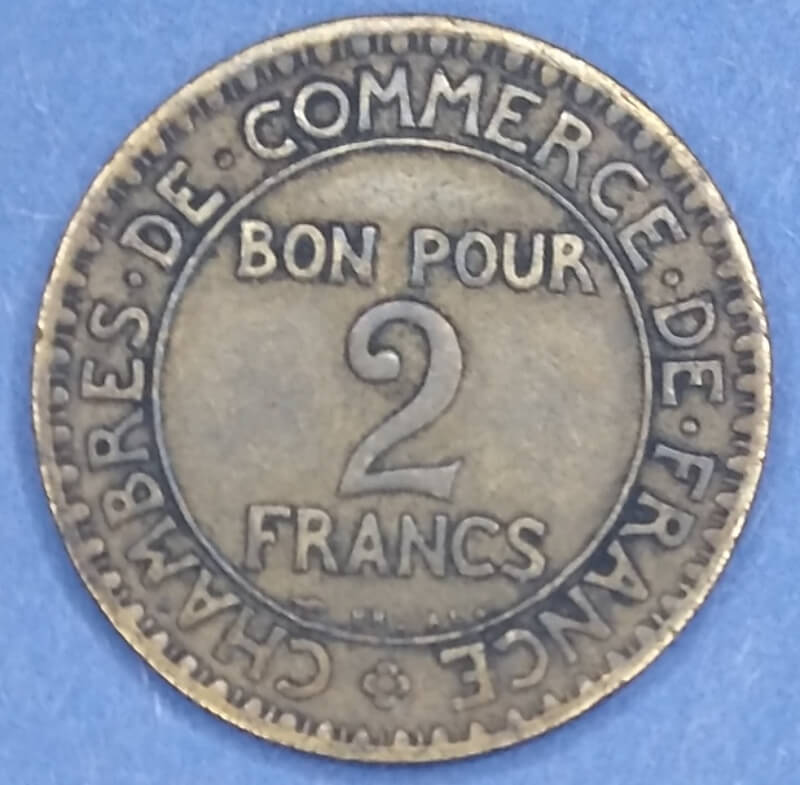 CHAMBRES · DE · COMMERCE · DE · FRANCE
BON POUR
2
FRANCS